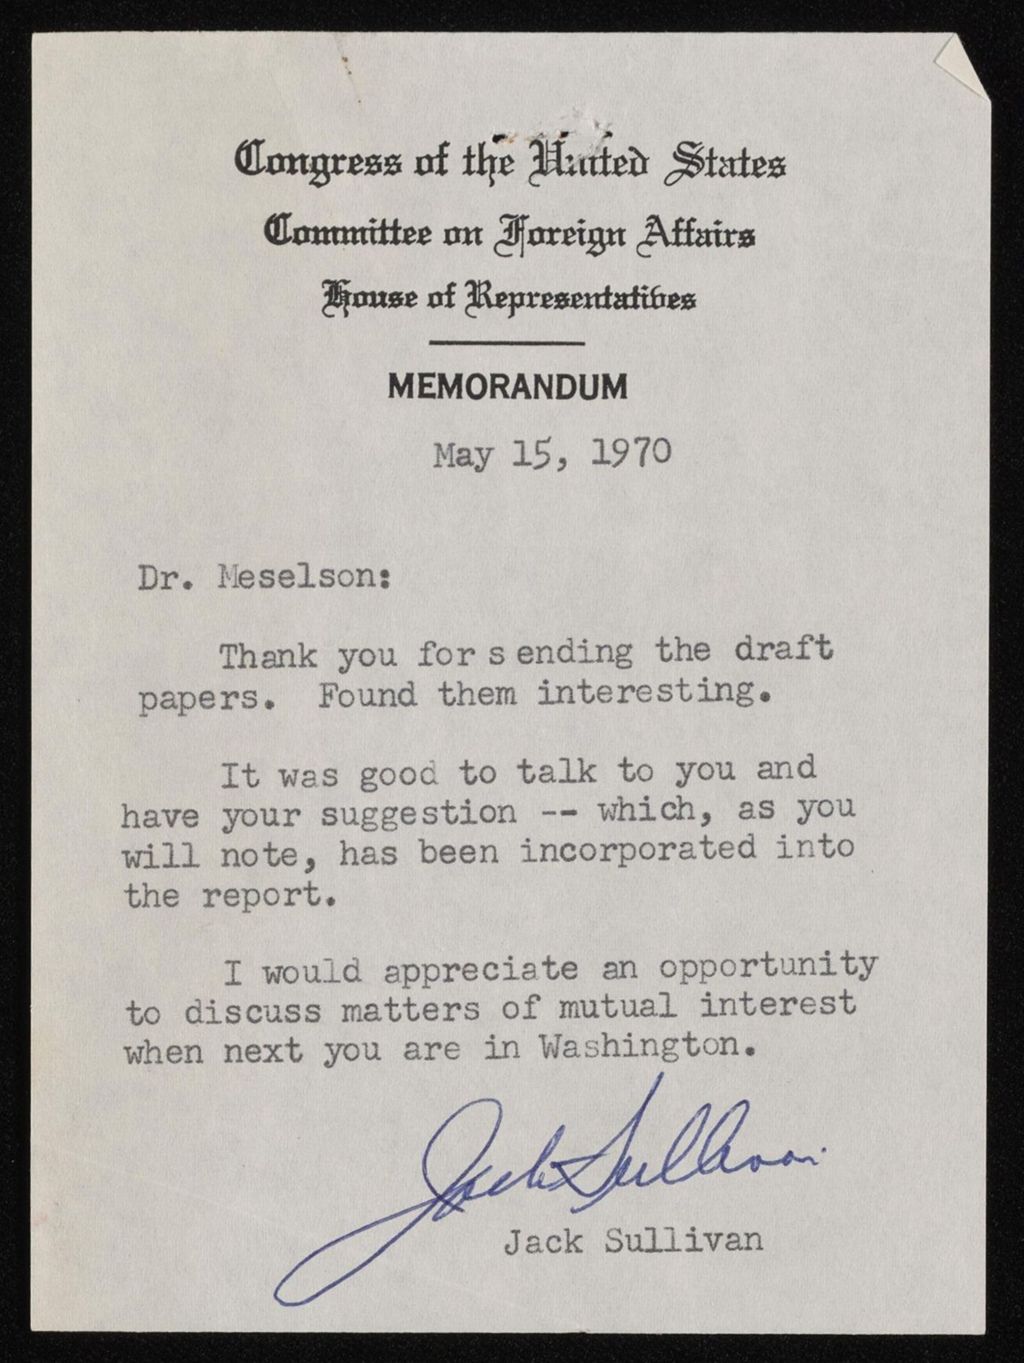 Congress of the United States
Committee on Foreign Affairs
House of Representatives
MEMORANDUM
May 15, 1970
Dr. Meselson:
Thank you for s ending the draft
papers. Found them interesting.
It was good to talk to you and
have your suggestion -- which, as you
will note, has been incorporated into
the report.
I would appreciate an opportunity
to discuss matters of mutual interest
when next you are in Washington.
Jack Sullivan
Jack Sullivan